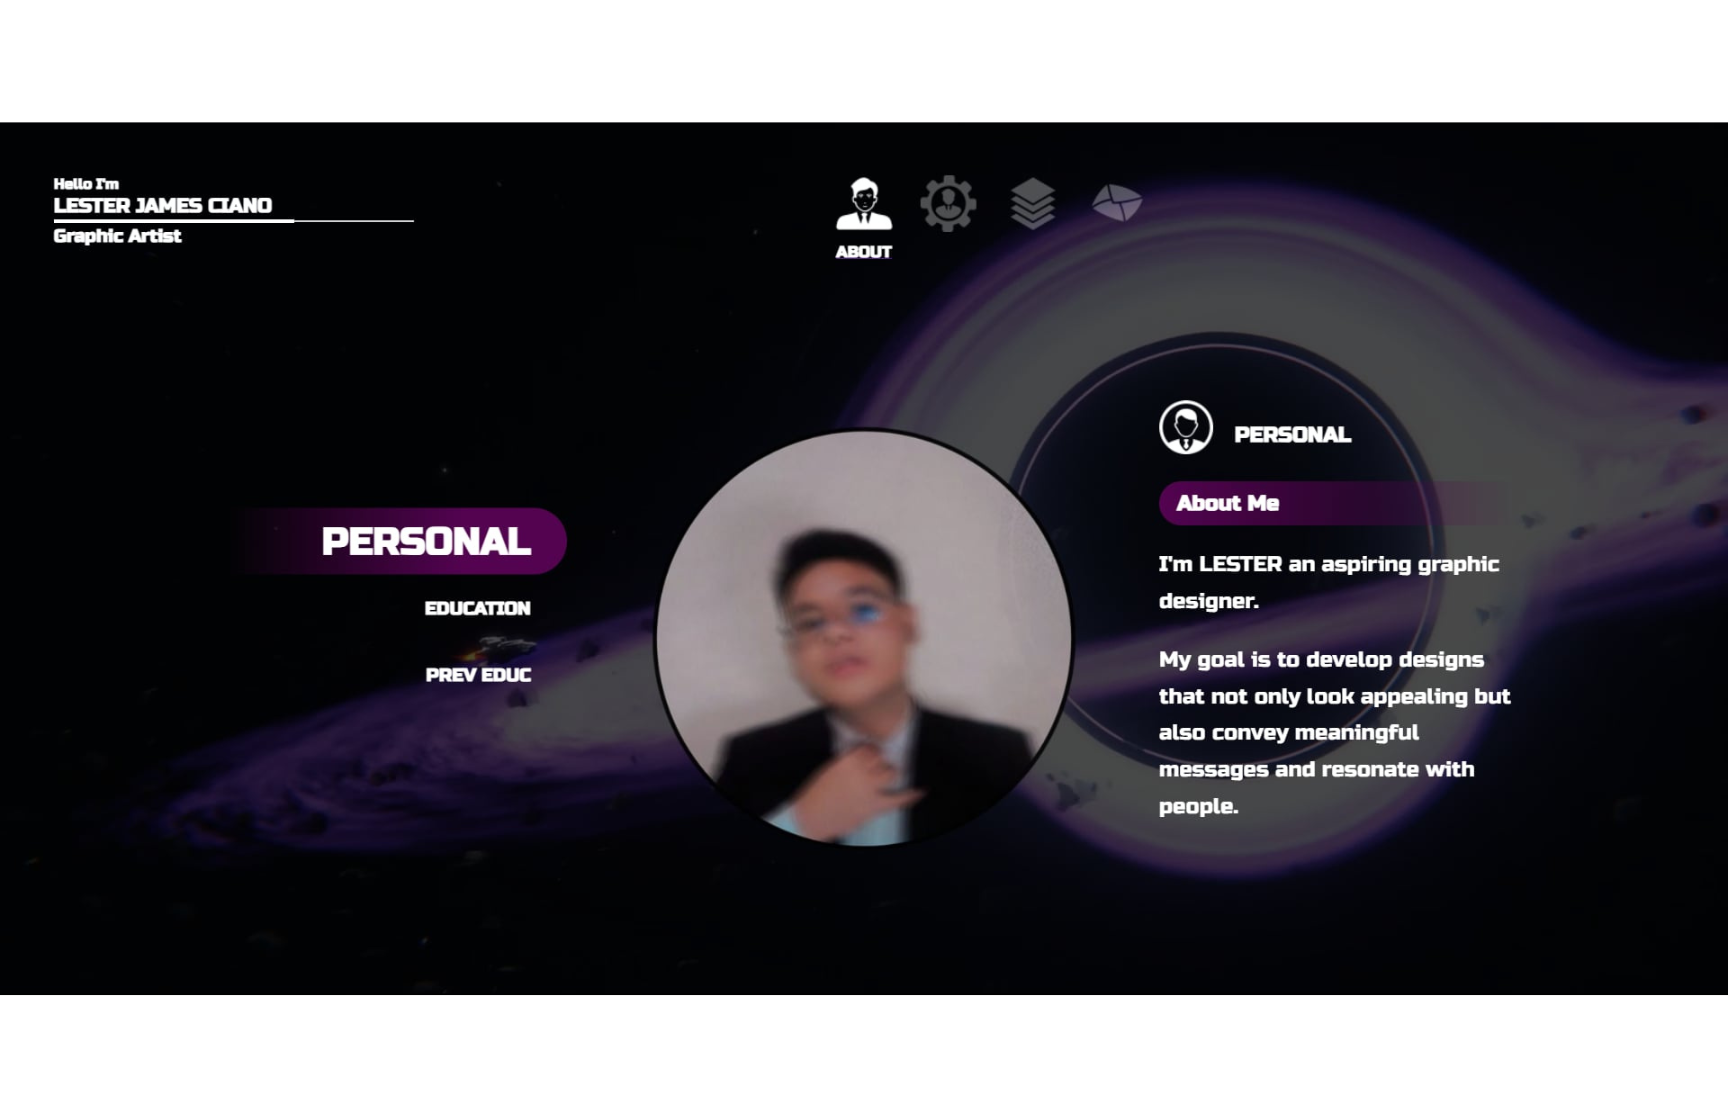 Hello I'm
LESTER JAMES CIANO
Graphic Artist
ABOUT
PERSONAL
EDUCATION
PREV EDUC
PERSONAL
About Me
I'm LESTER an aspiring graphic
designer.
My goal is to develop designs
that not only look appealing but
also convey meaningful
messages and resonate with
people.